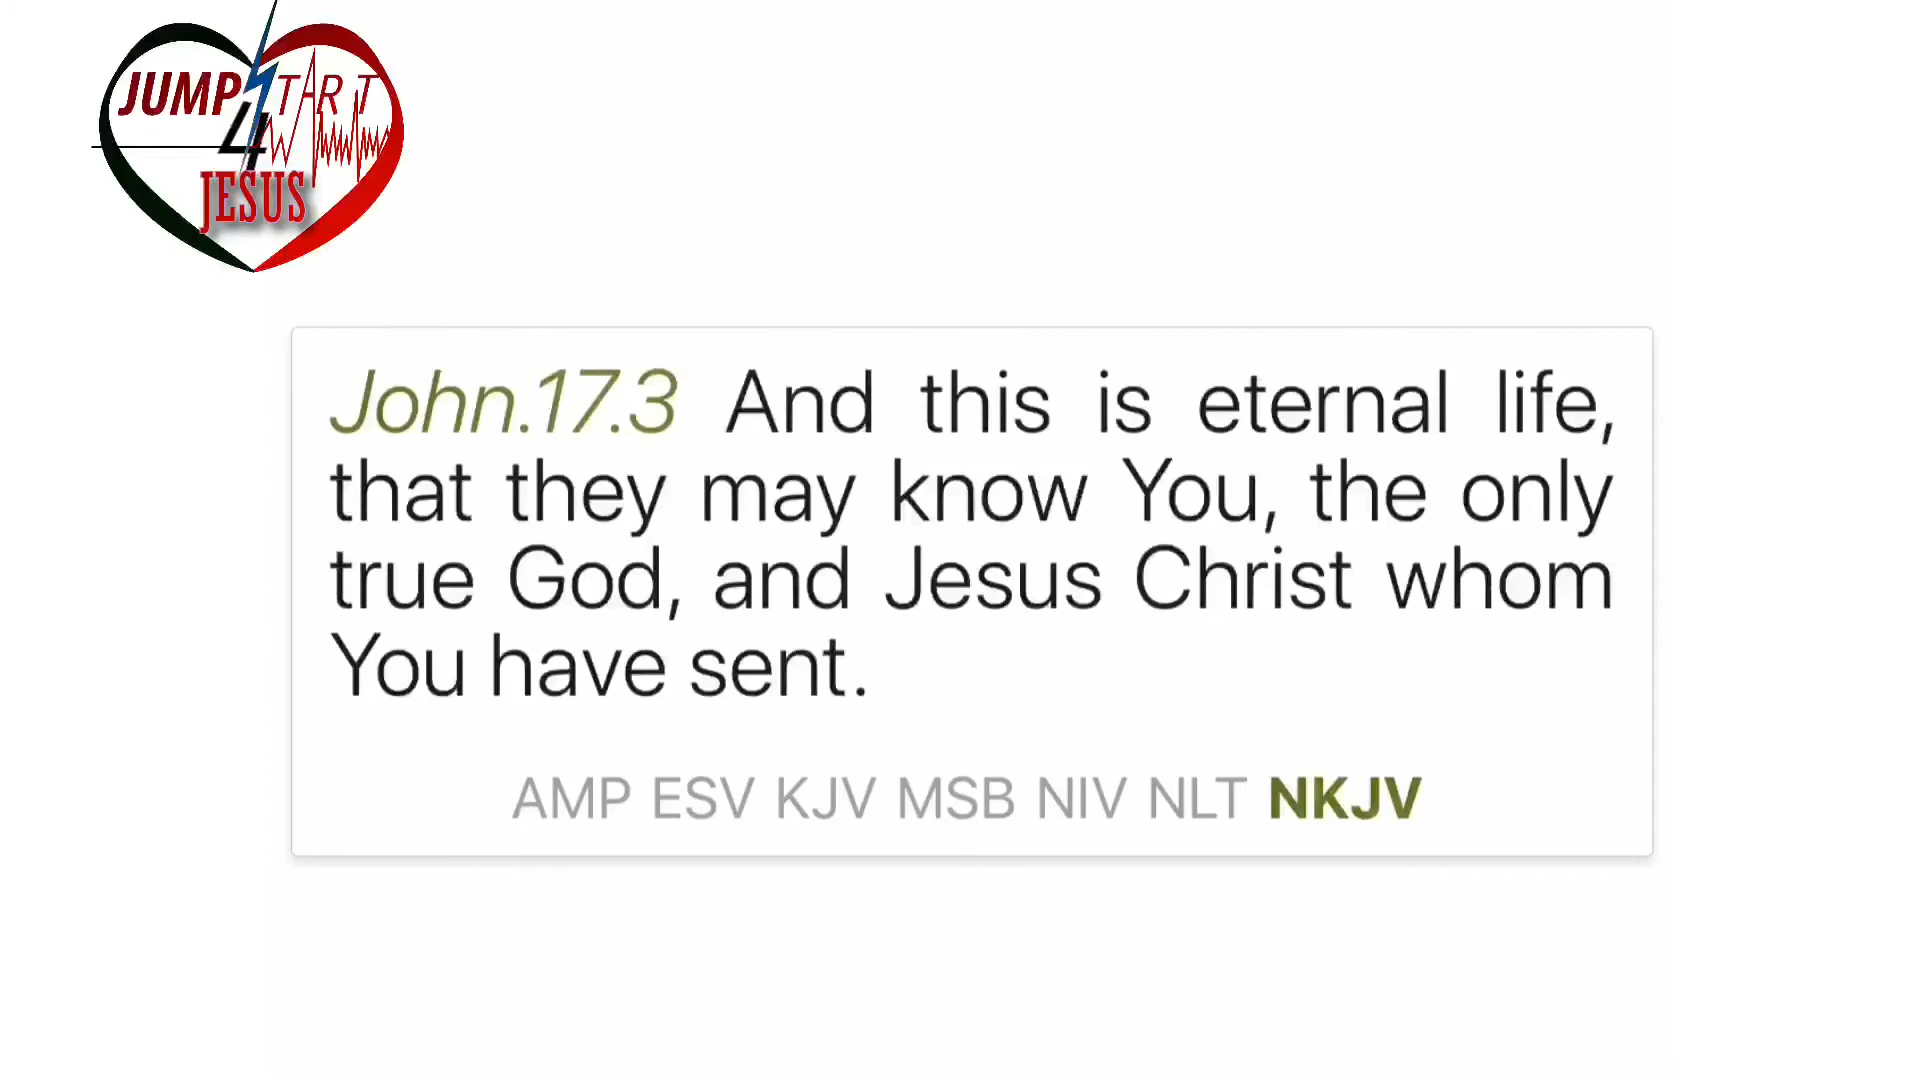 JUMPSTART
4
JESUS
John.17.3 And this is eternal life,
that they may know You, the only
true God, and Jesus Christ whom
You have sent.
AMP ESV KJV MSB NIV NLT NKJV